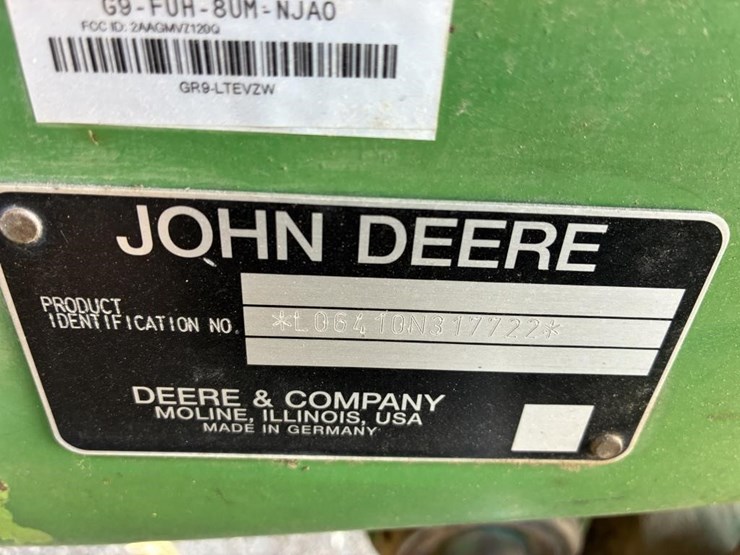 G9-FUH-8UM-NJAO
FCC ID: 2AAGMVZ120Q
GR9-LTEVZW
JOHN DEERE
PRODUCT
IDENTIFICATION NO.
*L06410N317722*
DEERE & COMPANY
MOLINE, ILLINOIS, USA
MADE IN GERMANY